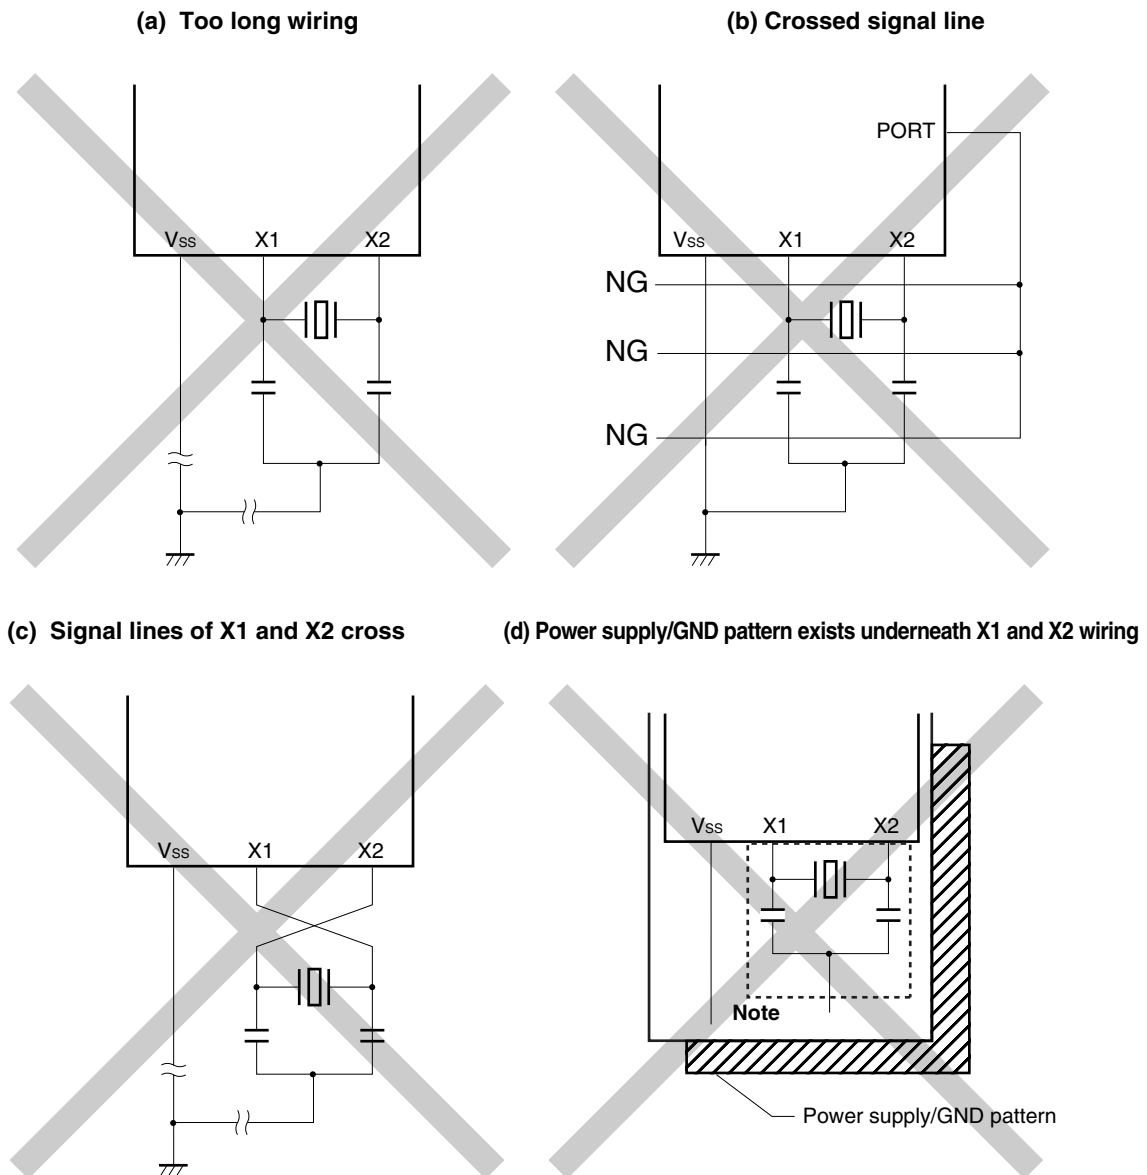 (a) Too long wiring
VSS X1 X2
(b) Crossed signal line
PORT
VSS X1 X2
NG
NG
NG
(c) Signal lines of X1 and X2 cross
VSS X1 X2
(d) Power supply/GND pattern exists underneath X1 and X2 wiring
VSS X1 X2
Note
Power supply/GND pattern